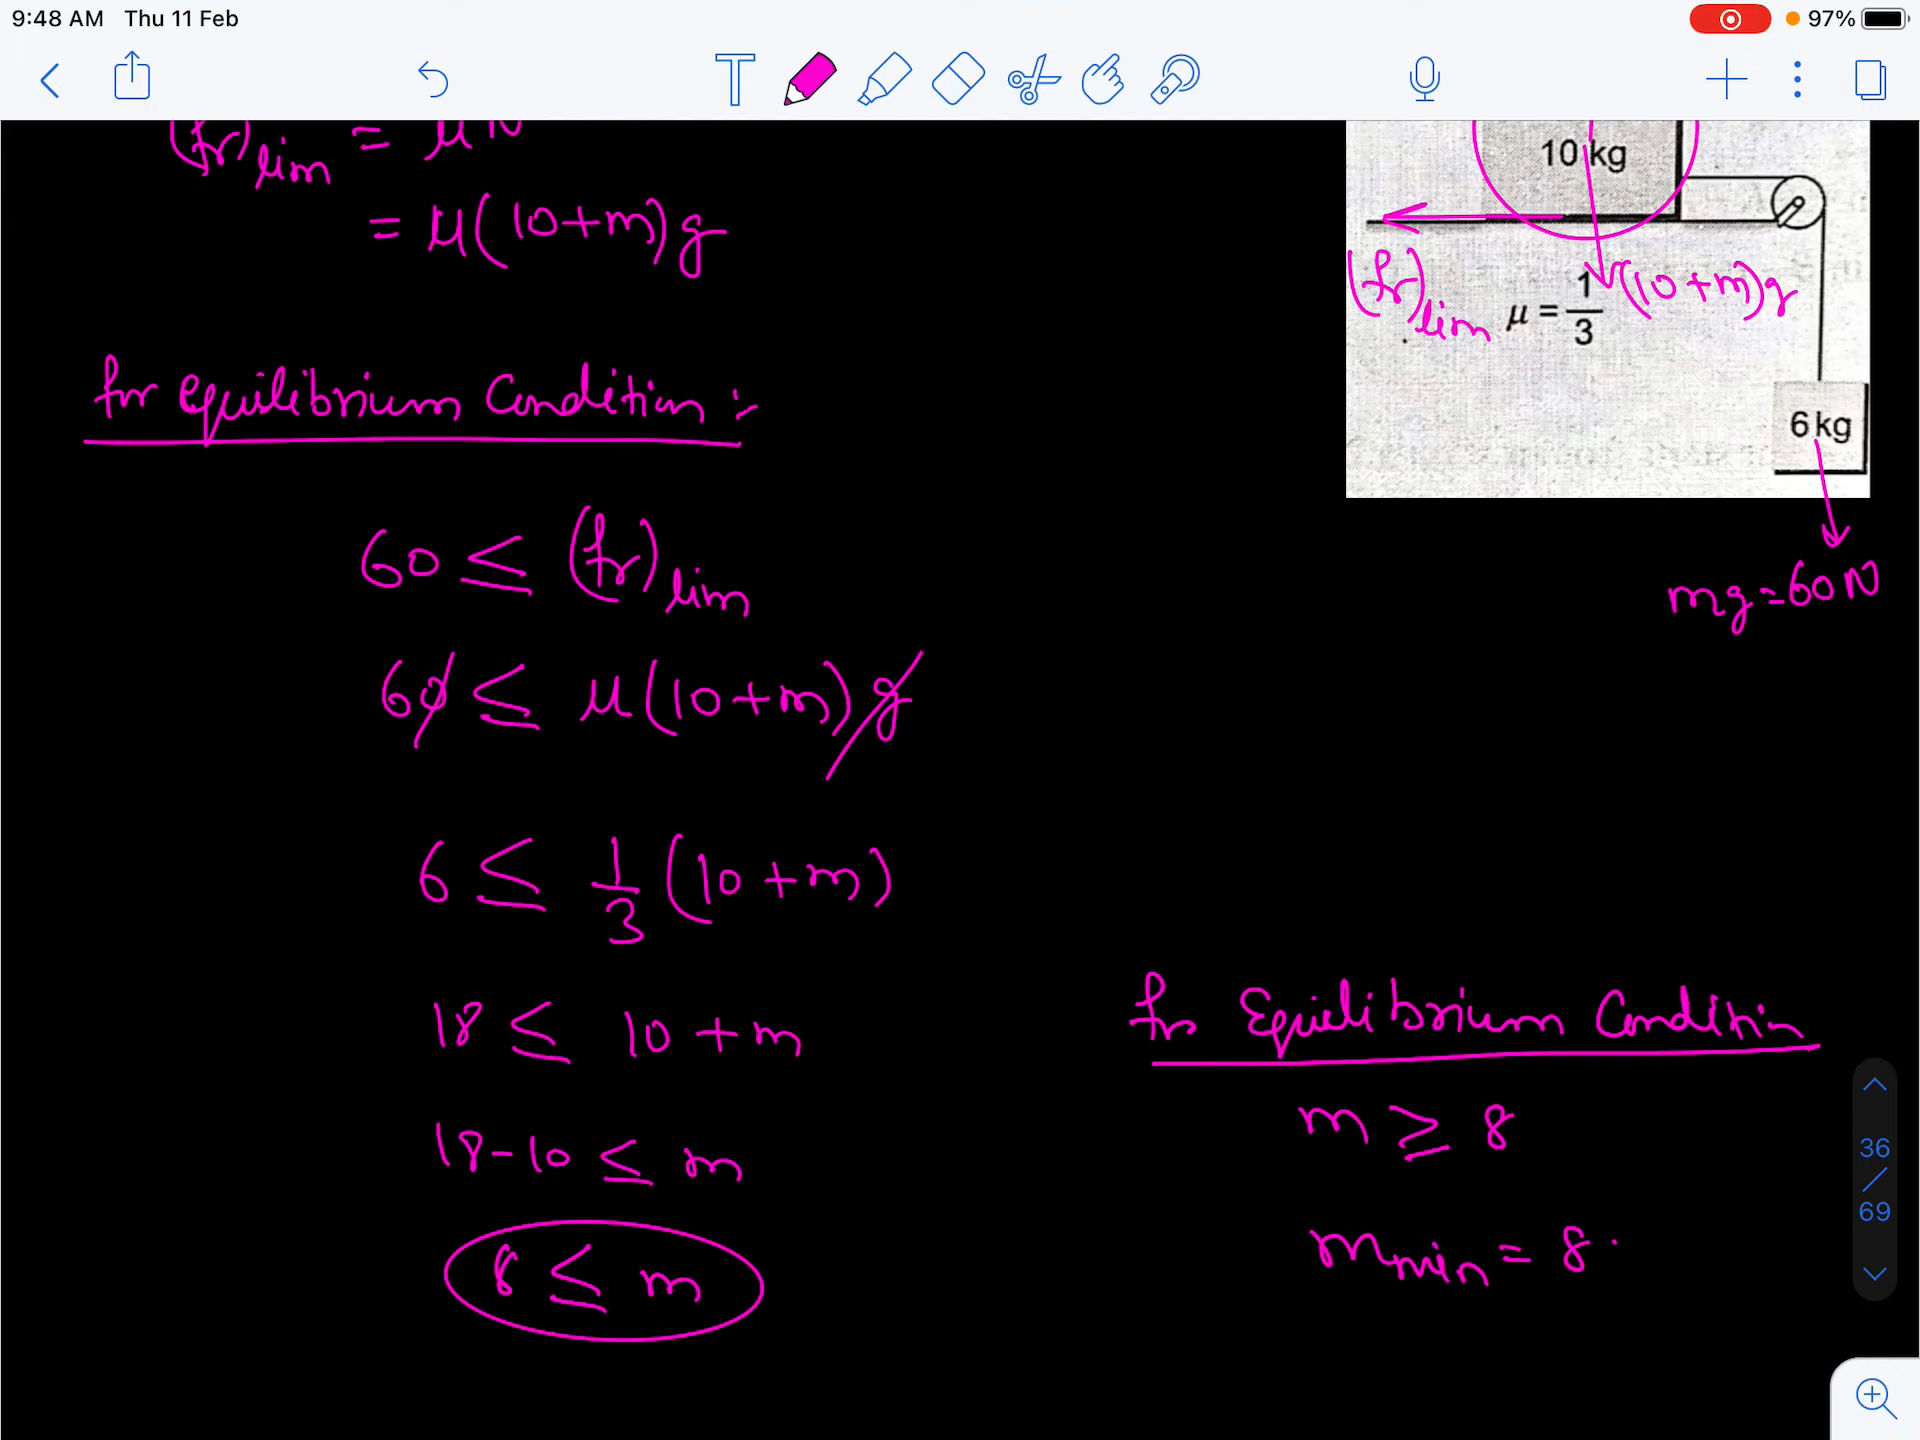 9:48 AM Thu 11 Feb
97%
(fr)lim = μN
= μ(10+m)g
for equilibrium Condition :-
60 ≤ (fr)lim
60 ≤ μ(10+m)g
6 ≤ 1/3 (10+m)
18 ≤ 10+m
18-10 ≤ m
8 ≤ m
10 kg
(fr)lim
μ = 1/3
(10+m)g
6 kg
mg=60N
for Equilibrium Condition
m ≥ 8
mmin = 8.
36
/
69